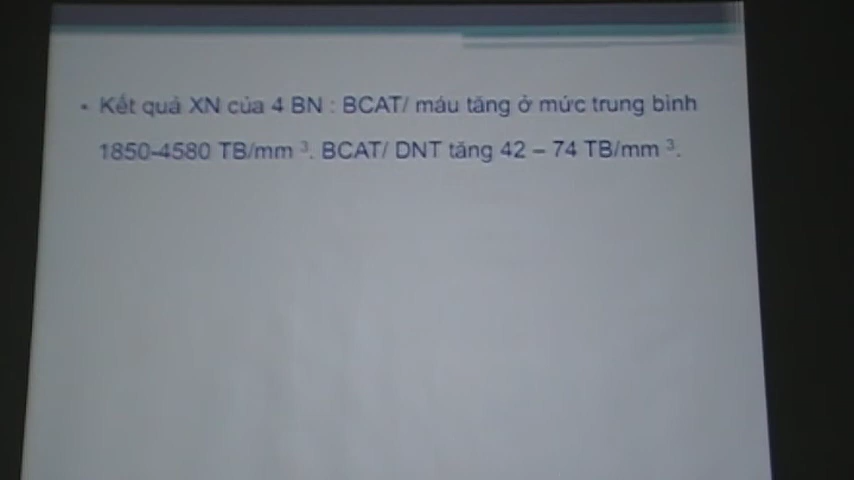 • Kết quả XN của 4 BN : BCAT/ máu tăng ở mức trung bình
1850-4580 TB/mm ³. BCAT/ DNT tăng 42 – 74 TB/mm ³.